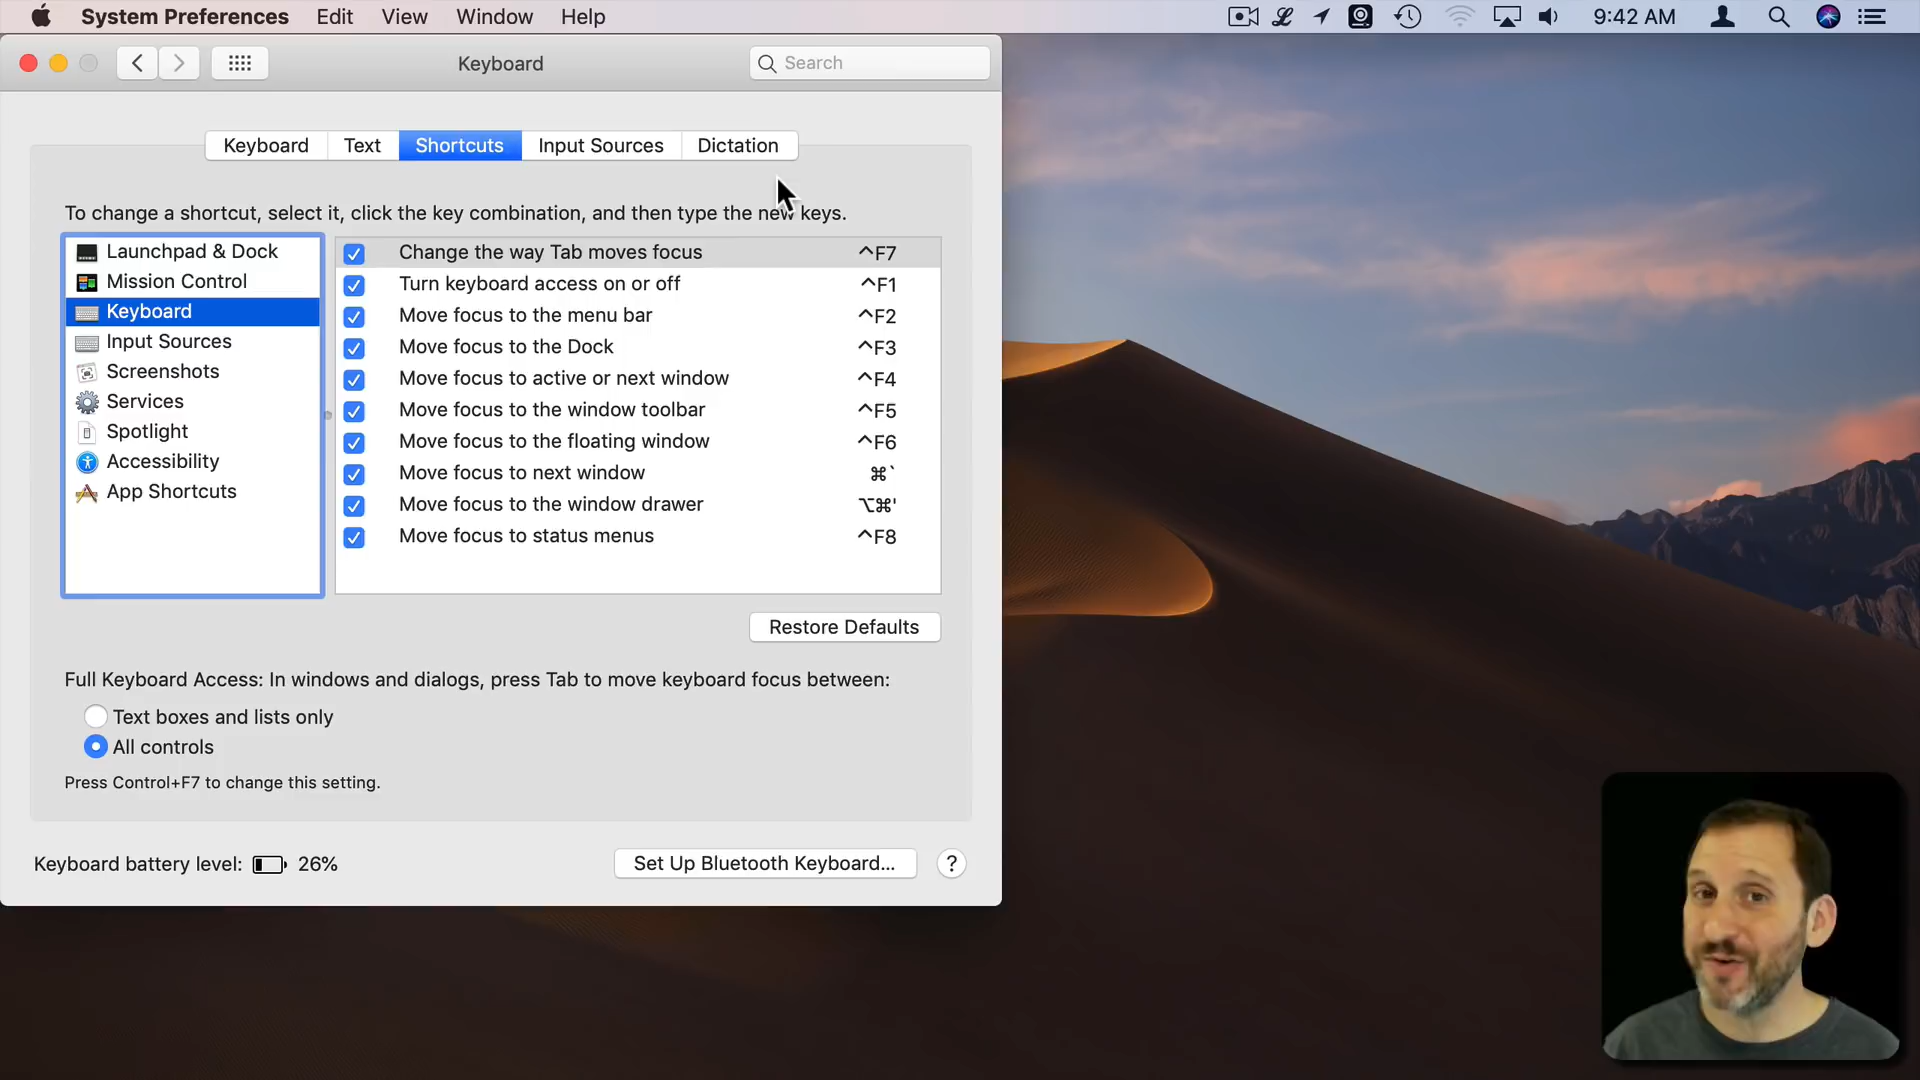 System Preferences Edit View Window Help 9:42 AM
Keyboard Search
Keyboard Text Shortcuts Input Sources Dictation
To change a shortcut, select it, click the key combination, and then type the new keys.
Launchpad & Dock
Mission Control
Keyboard
Input Sources
Screenshots
Services
Spotlight
Accessibility
App Shortcuts
Change the way Tab moves focus ^F7
Turn keyboard access on or off ^F1
Move focus to the menu bar ^F2
Move focus to the Dock ^F3
Move focus to active or next window ^F4
Move focus to the window toolbar ^F5
Move focus to the floating window ^F6
Move focus to next window ⌘`
Move focus to the window drawer ⌥⌘'
Move focus to status menus ^F8
Restore Defaults
Full Keyboard Access: In windows and dialogs, press Tab to move keyboard focus between:
Text boxes and lists only
All controls
Press Control+F7 to change this setting.
Keyboard battery level: 26% Set Up Bluetooth Keyboard... ?